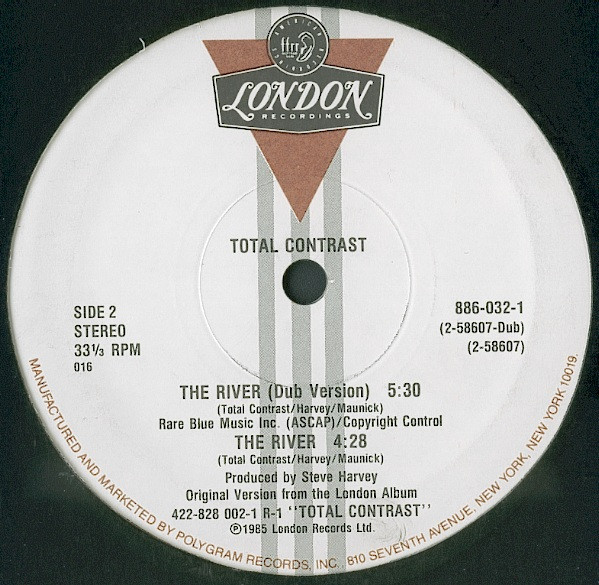 AMERICAN RECORDINGS
ffrr
LONDON
RECORDINGS
TOTAL CONTRAST
SIDE 2
STEREO
33⅓ RPM
016
886-032-1
(2-58607-Dub)
(2-58607)
THE RIVER (Dub Version) 5:30
(Total Contrast/Harvey/Maunick)
Rare Blue Music Inc. (ASCAP)/Copyright Control
THE RIVER 4:28
(Total Contrast/Harvey/Maunick)
Produced by Steve Harvey
Original Version from the London Album
422-828 002-1 R-1 "TOTAL CONTRAST"
℗1985 London Records Ltd.
MANUFACTURED AND MARKETED BY POLYGRAM RECORDS, INC. 810 SEVENTH AVENUE, NEW YORK, NEW YORK 10019.